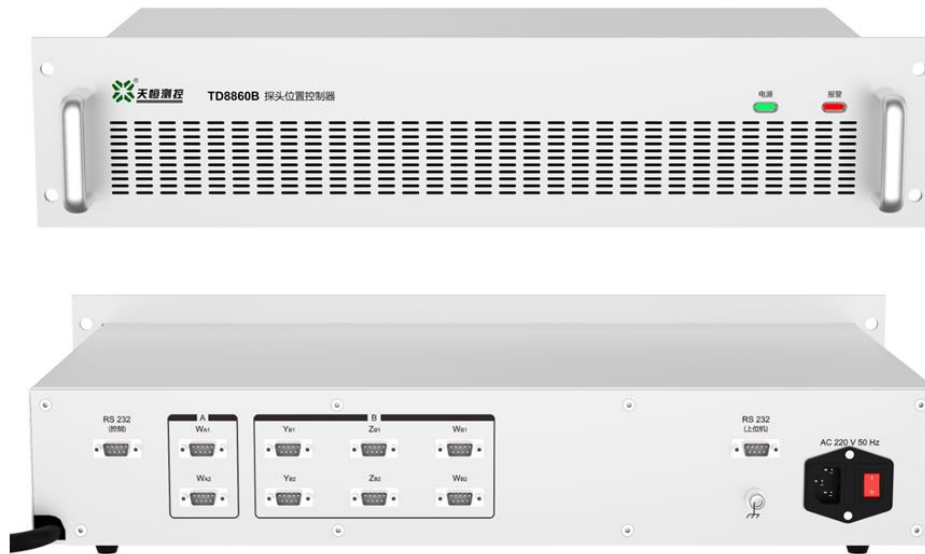 天恒测控® TD8860B 探头位置控制器
电源 报警
RS 232 (控制)
A
WA1
WA2
B
YB1 ZB1 WB1
YB2 ZB2 WB2
RS 232 (上位机)
AC 220 V 50 Hz
I
O